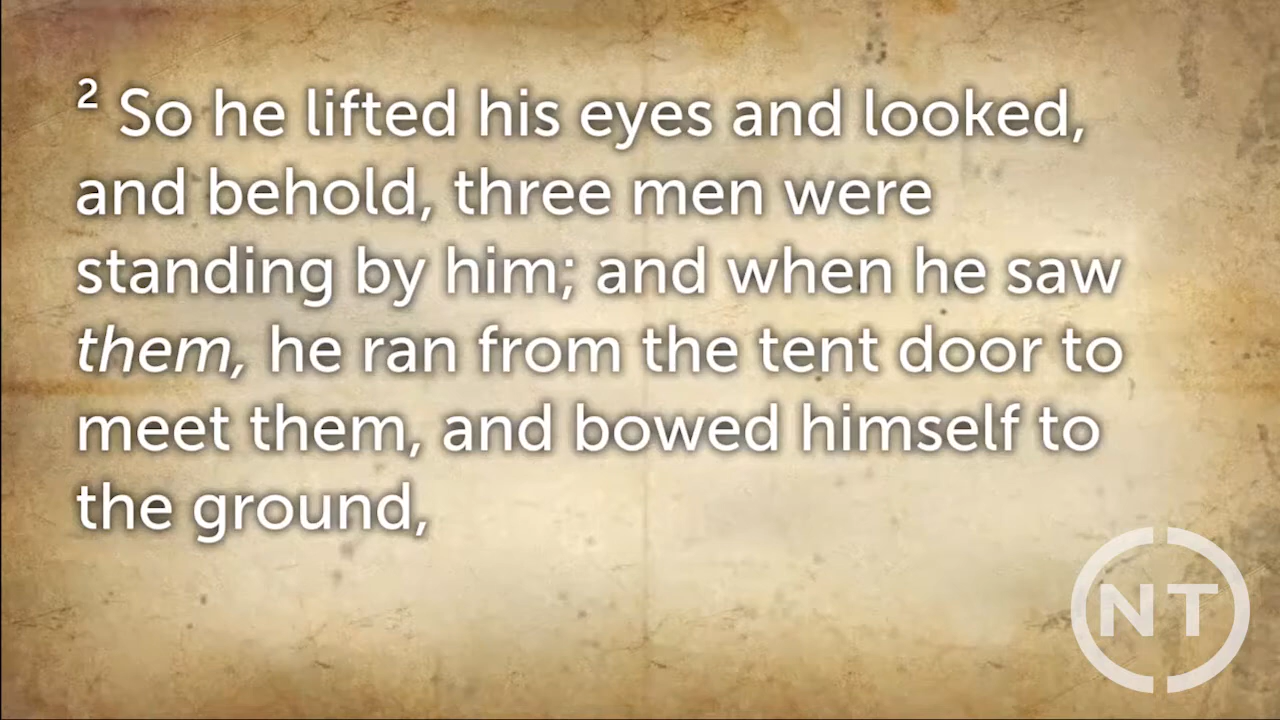 2 So he lifted his eyes and looked,
and behold, three men were
standing by him; and when he saw
them, he ran from the tent door to
meet them, and bowed himself to
the ground,
NT